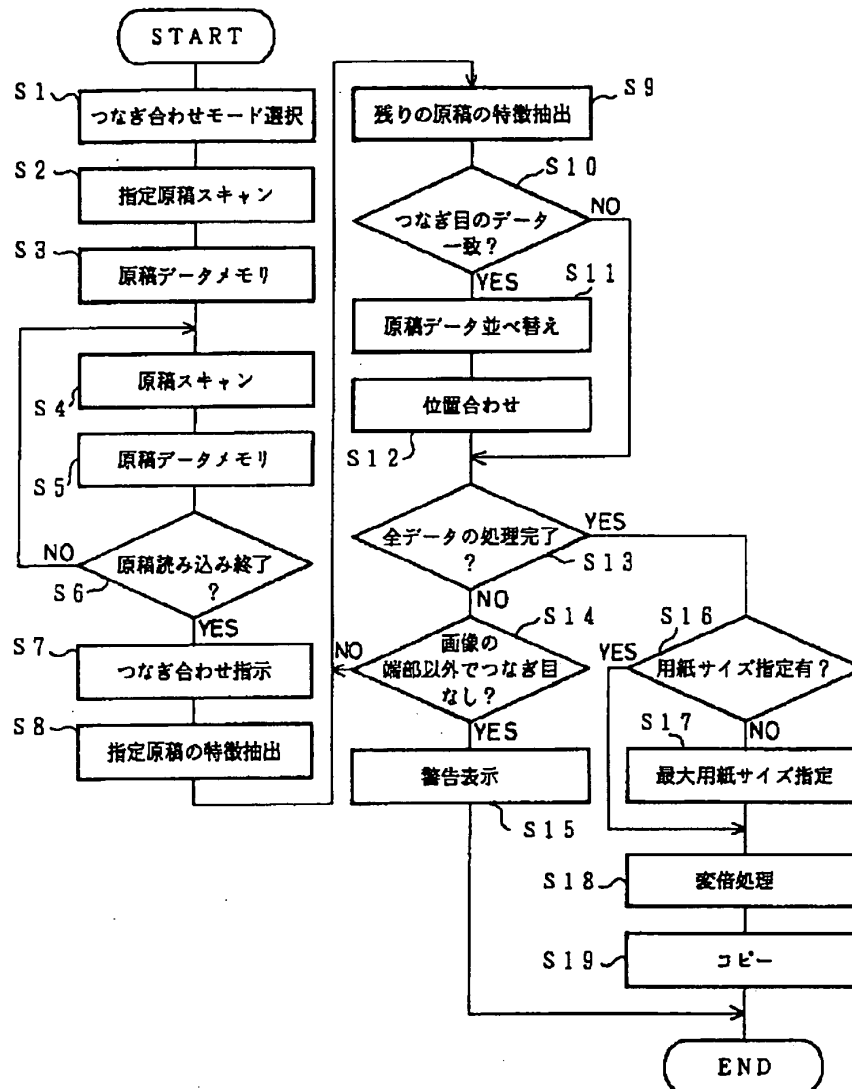 START
S1
つなぎ合わせモード選択
S2
指定原稿スキャン
S3
原稿データメモリ
原稿スキャン
S4
原稿データメモリ
S5
NO
原稿読み込み終了
?
S6
YES
S7
つなぎ合わせ指示
S8
指定原稿の特徴抽出
S9
残りの原稿の特徴抽出
S10
つなぎ目のデータ
一致?
NO
YES
S11
原稿データ並べ替え
位置合わせ
S12
全データの処理完了
?
YES
S13
NO
S14
画像の
端部以外でつなぎ目
なし?
NO
YES
警告表示
S15
S16
YES
用紙サイズ指定有?
S17
NO
最大用紙サイズ指定
S18
変倍処理
S19
コピー
END